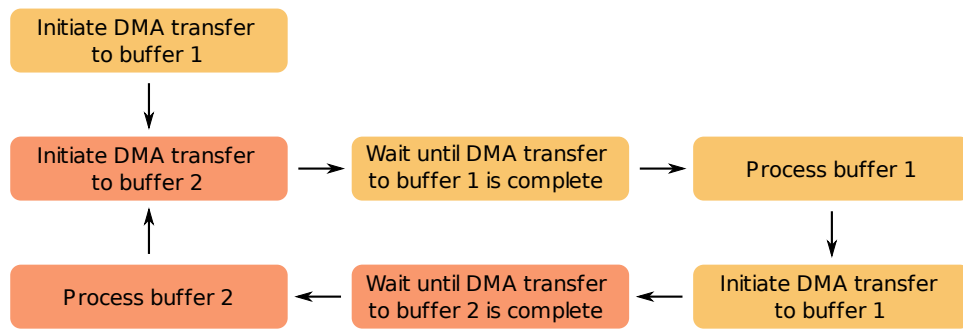 Initiate DMA transfer
to buffer 1
Initiate DMA transfer
to buffer 2
Wait until DMA transfer
to buffer 1 is complete
Process buffer 1
Process buffer 2
Wait until DMA transfer
to buffer 2 is complete
Initiate DMA transfer
to buffer 1